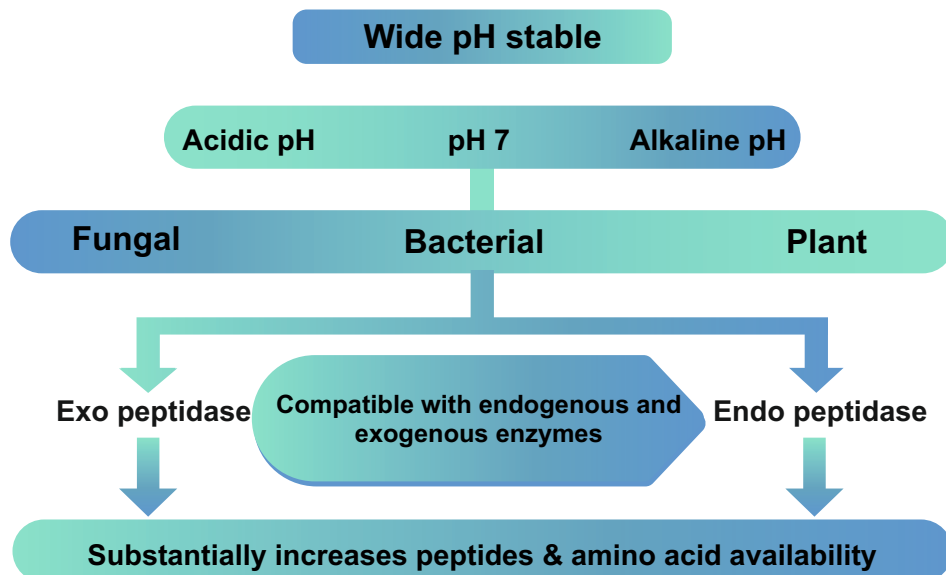 Wide pH stable
Acidic pH pH 7 Alkaline pH
Fungal Bacterial Plant
Exo peptidase
Compatible with endogenous and
exogenous enzymes
Endo peptidase
Substantially increases peptides & amino acid availability